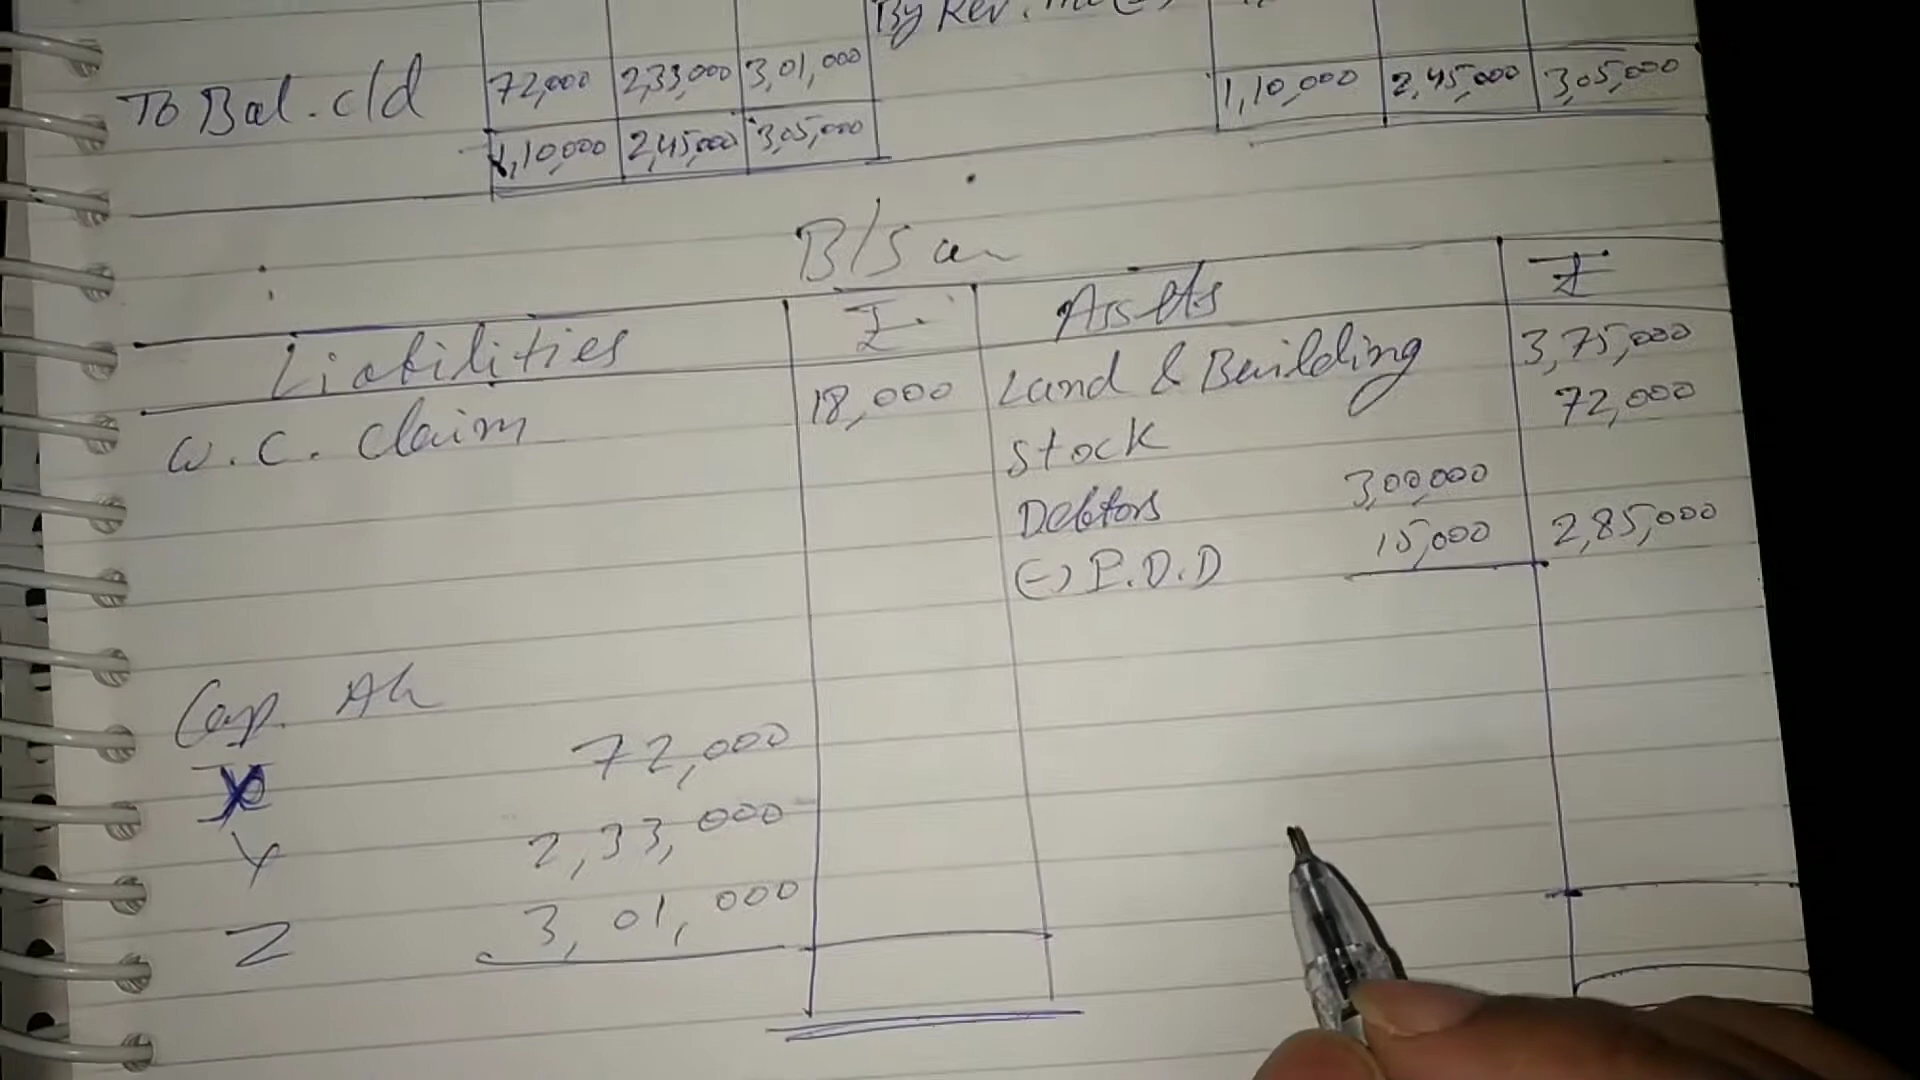 By Rev.
To Bal. c/d 72,000 2,33,000 3,01,000
1,10,000 2,45,000 3,05,000 1,10,000 2,45,000 3,05,000
B/S
Liabilities ₹ Assets ₹
W.C. Claim 18,000 Land & Building 3,75,000
Stock 72,000
Debtors 3,00,000
(-) P.D.D 15,000 2,85,000
Cap. A/c
X 72,000
Y 2,33,000
Z 3,01,000